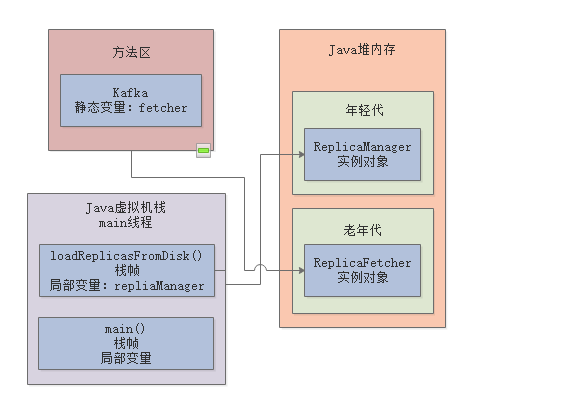 方法区
Kafka
静态变量：fetcher
Java虚拟机栈
main线程
loadReplicasFromDisk()
栈帧
局部变量：repliaManager
main()
栈帧
局部变量
Java堆内存
年轻代
ReplicaManager
实例对象
老年代
ReplicaFetcher
实例对象